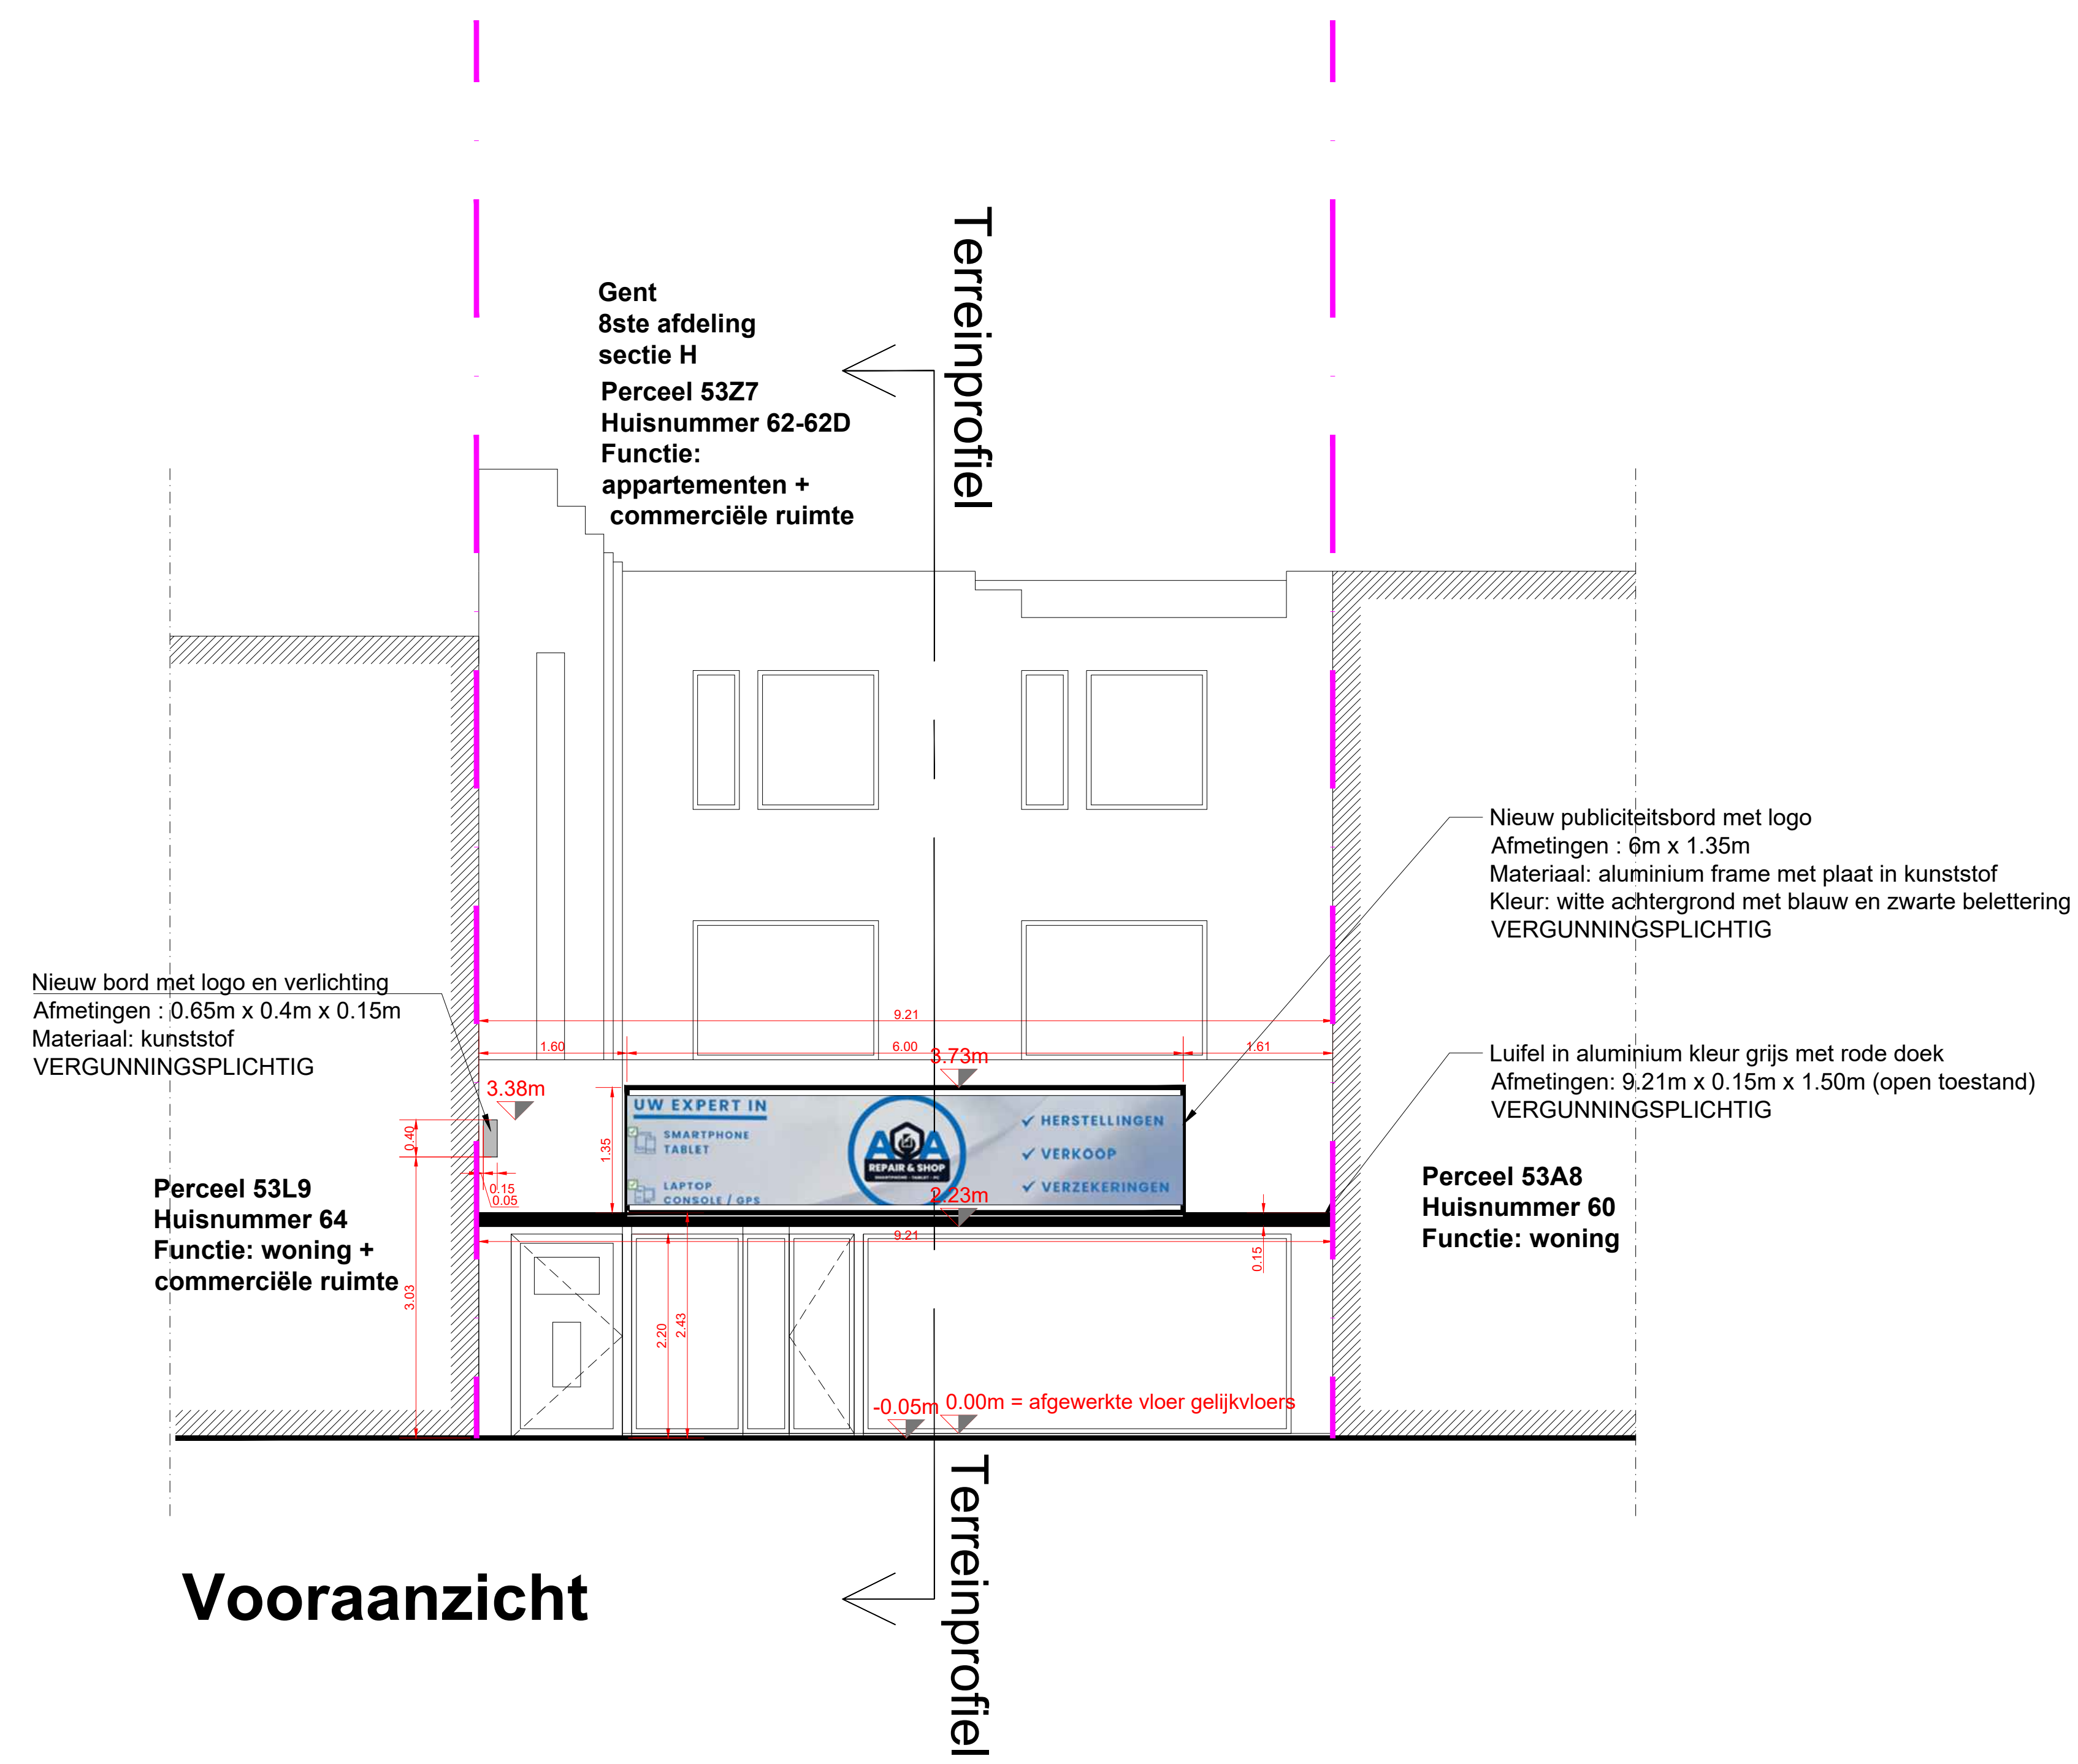 Terreinprofiel
Gent
8ste afdeling
sectie H
Perceel 53Z7
Huisnummer 62-62D
Functie:
appartementen +
commerciële ruimte
Nieuw publiciteitsbord met logo
Afmetingen : 6m x 1.35m
Materiaal: aluminium frame met plaat in kunststof
Kleur: witte achtergrond met blauw en zwarte belettering
VERGUNNINGSPLICHTIG
Nieuw bord met logo en verlichting
Afmetingen : 0.65m x 0.4m x 0.15m
Materiaal: kunststof
VERGUNNINGSPLICHTIG
9.21
1.60
6.00
1.61
3.73m
3.38m
Luifel in aluminium kleur grijs met rode doek
Afmetingen: 9.21m x 0.15m x 1.50m (open toestand)
VERGUNNINGSPLICHTIG
0.40
1.35
0.15
0.05
UW EXPERT IN
SMARTPHONE
TABLET
LAPTOP
CONSOLE / GPS
A A
REPAIR & SHOP
SMARTPHONE - TABLET - PC
HERSTELLINGEN
VERKOOP
VERZEKERINGEN
2.23m
Perceel 53L9
Huisnummer 64
Functie: woning +
commerciële ruimte
Perceel 53A8
Huisnummer 60
Functie: woning
9.21
0.15
3.03
2.20
2.43
-0.05m
0.00m = afgewerkte vloer gelijkvloers
Vooraanzicht
Terreinprofiel